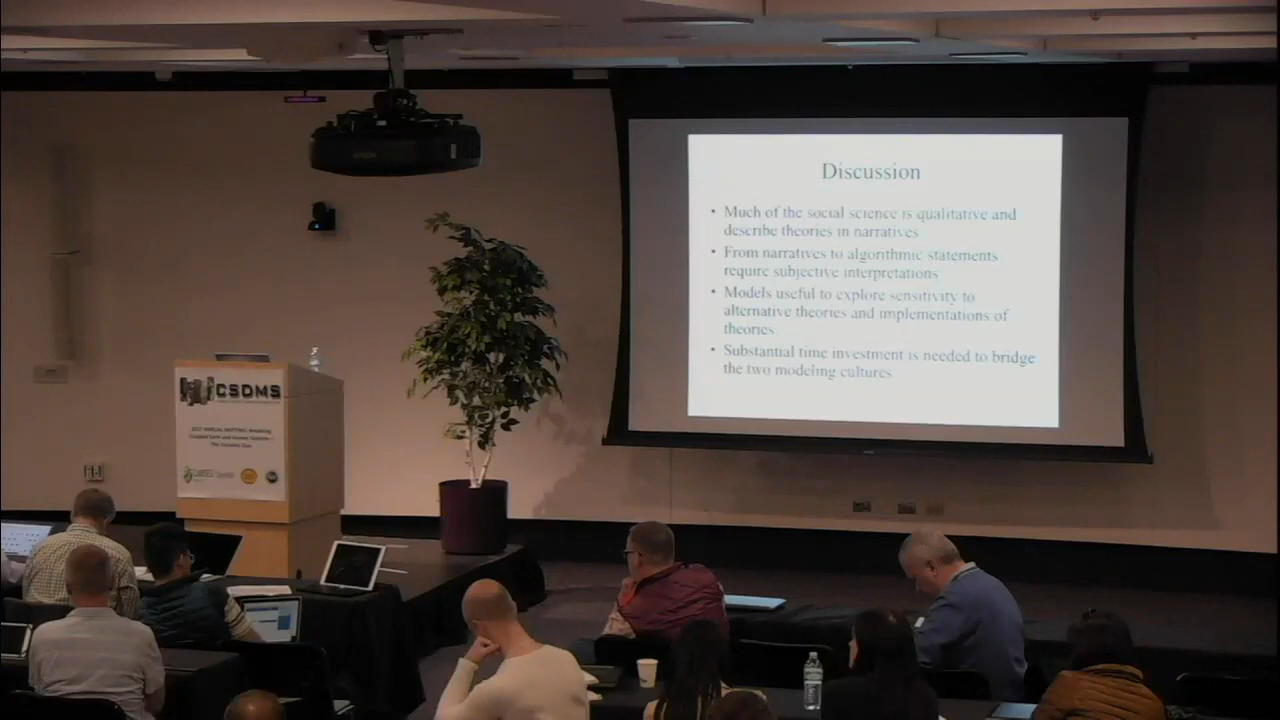 Discussion
• Much of the social science is qualitative and
describe theories in narratives
• From narratives to algorithmic statements
require subjective interpretations
• Models useful to explore sensitivity to
alternative theories and implementations of
theories
• Substantial time investment is needed to bridge
the two modeling cultures
CSDMS
EPSON